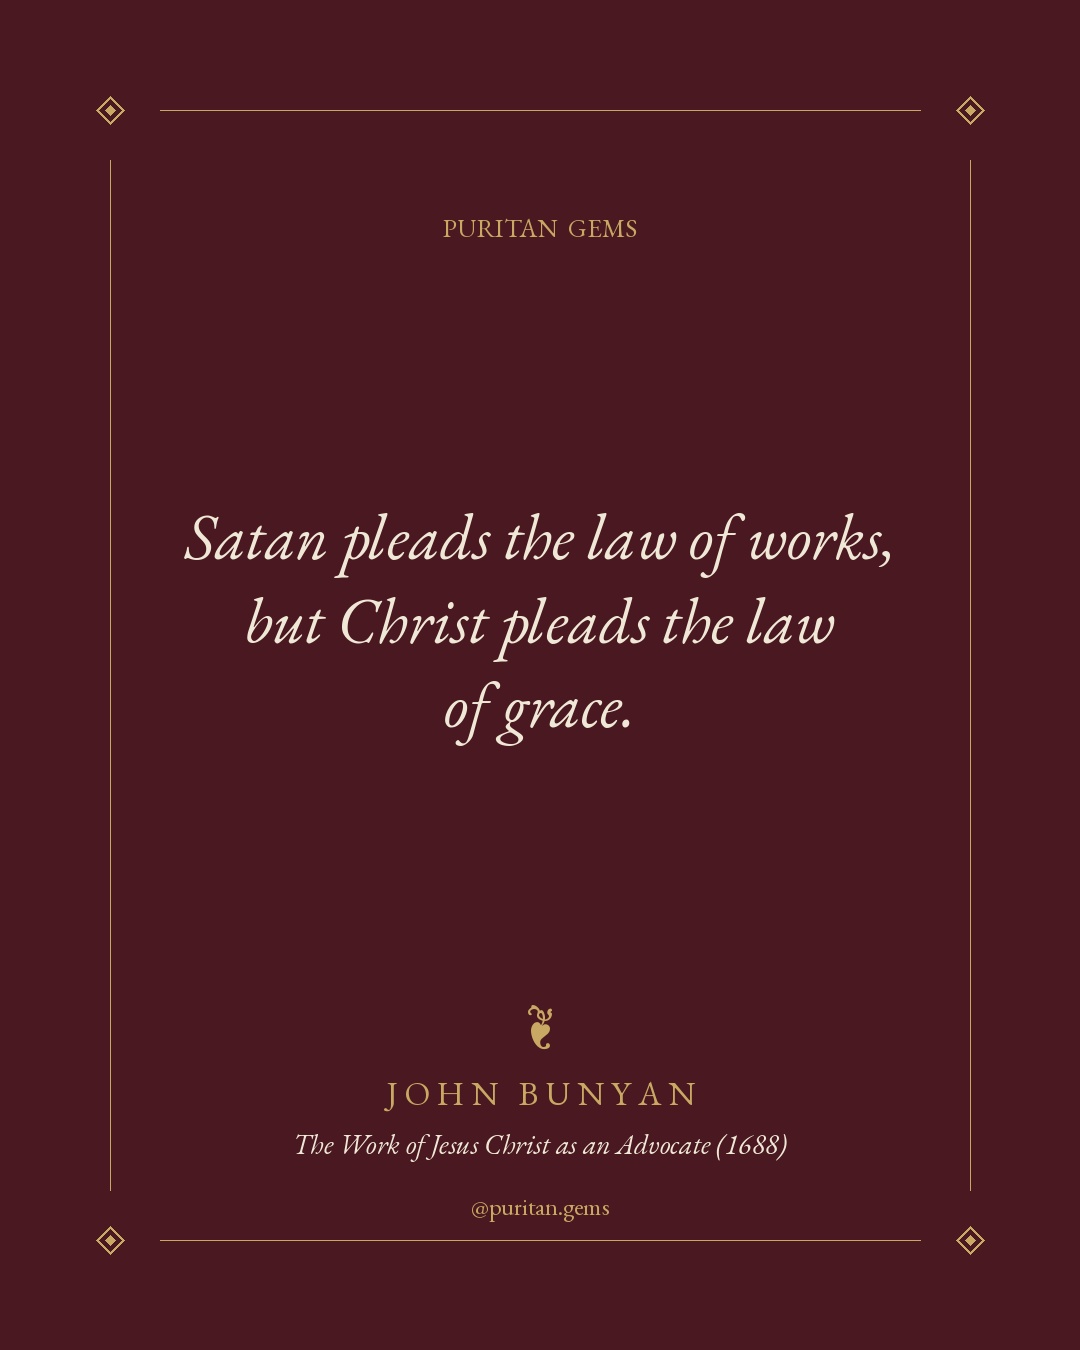 PURITAN GEMS
Satan pleads the law of works,
but Christ pleads the law
of grace.
JOHN BUNYAN
The Work of Jesus Christ as an Advocate (1688)
@puritan.gems